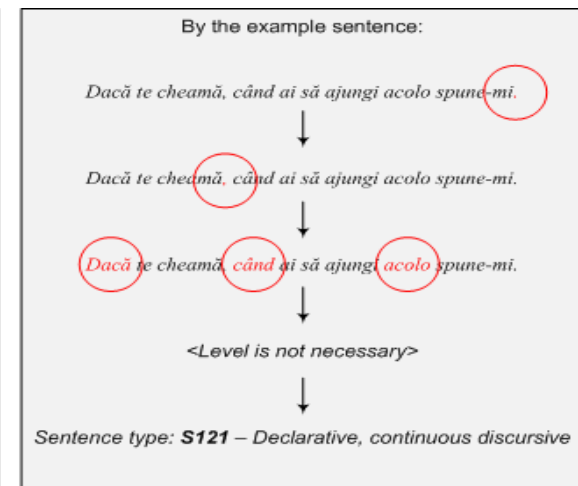 By the example sentence:
Dacă te cheamă, când ai să ajungi acolo spune-mi.
Dacă te cheamă, când ai să ajungi acolo spune-mi.
Dacă te cheamă, când ai să ajungi acolo spune-mi.
<Level is not necessary>
Sentence type: S121 – Declarative, continuous discursive